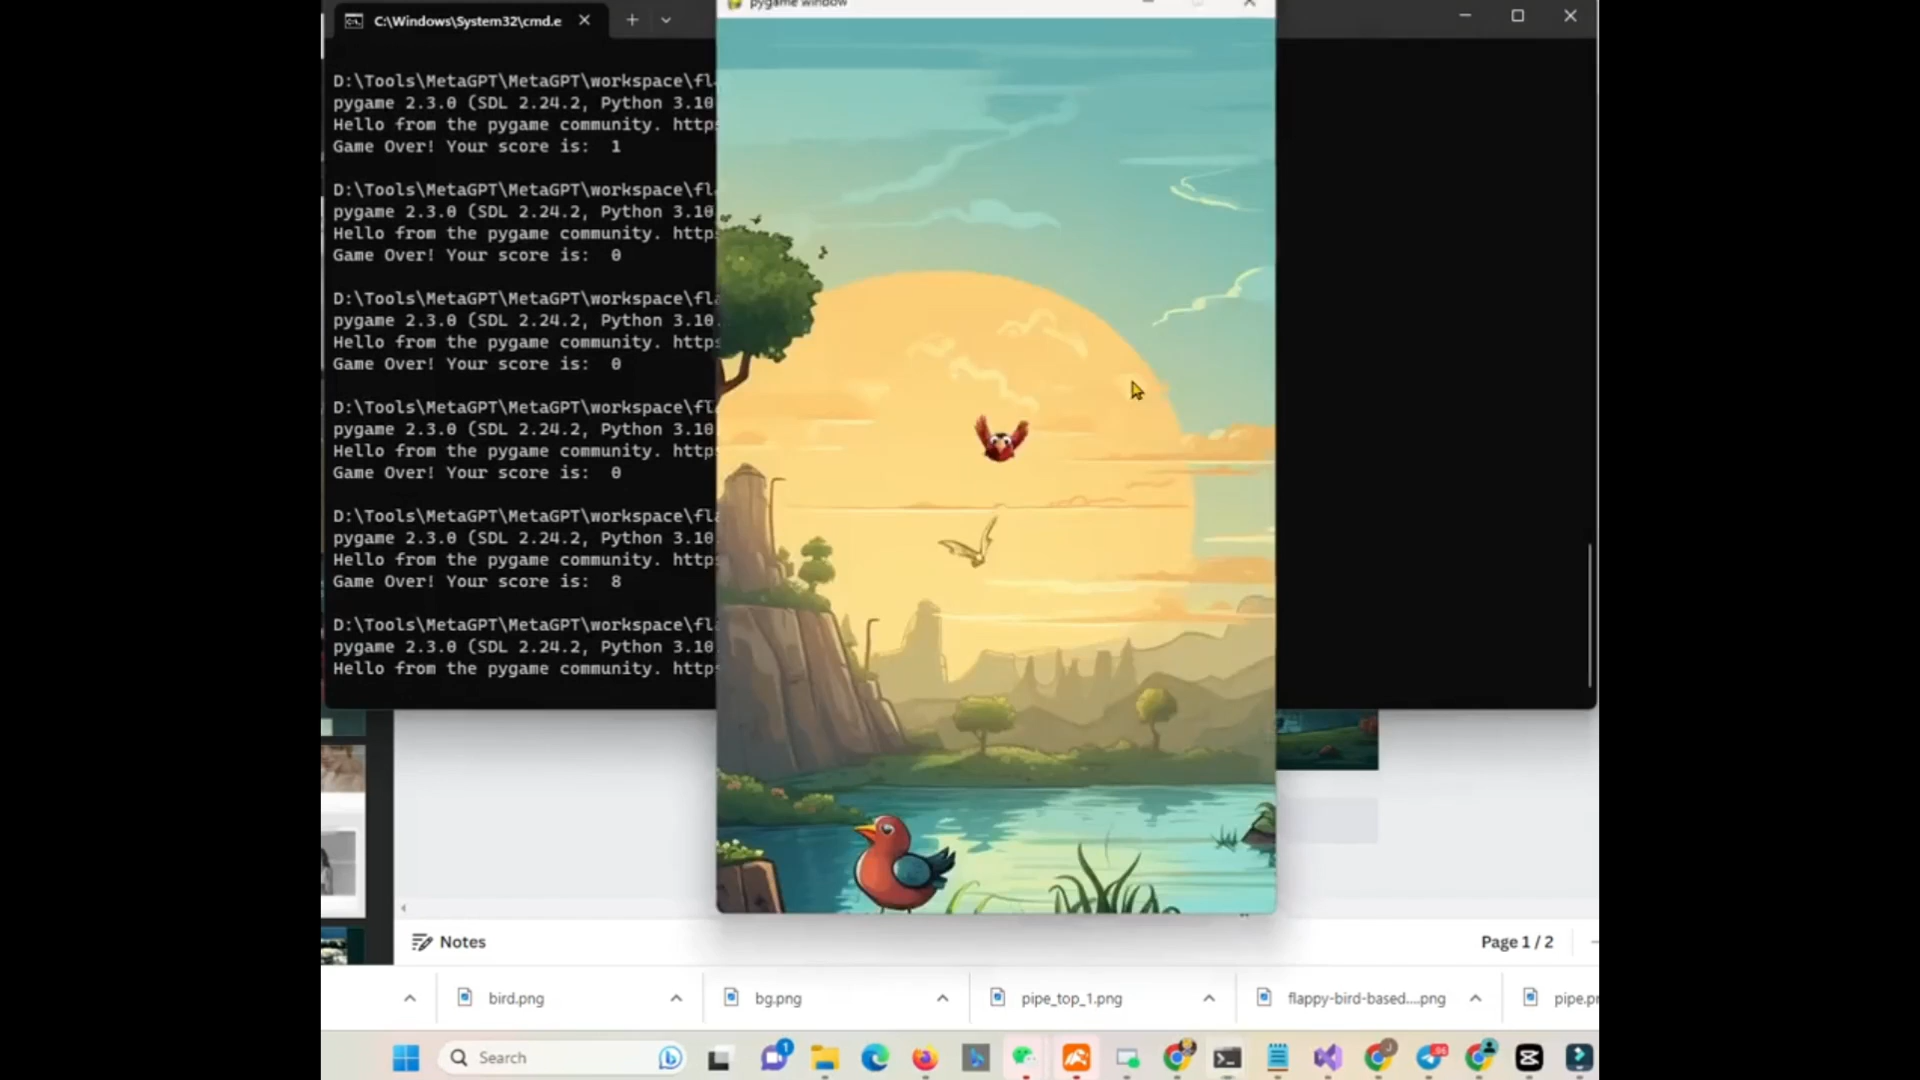 C:\Windows\System32\cmd.e
pygame window
D:\Tools\MetaGPT\MetaGPT\workspace\fl
pygame 2.3.0 (SDL 2.24.2, Python 3.10
Hello from the pygame community. http
Game Over! Your score is: 1
D:\Tools\MetaGPT\MetaGPT\workspace\fl
pygame 2.3.0 (SDL 2.24.2, Python 3.10
Hello from the pygame community. http
Game Over! Your score is: 0
D:\Tools\MetaGPT\MetaGPT\workspace\fl
pygame 2.3.0 (SDL 2.24.2, Python 3.10.
Hello from the pygame community. https
Game Over! Your score is: 0
D:\Tools\MetaGPT\MetaGPT\workspace\fl
pygame 2.3.0 (SDL 2.24.2, Python 3.10
Hello from the pygame community. https
Game Over! Your score is: 0
D:\Tools\MetaGPT\MetaGPT\workspace\fl
pygame 2.3.0 (SDL 2.24.2, Python 3.10.
Hello from the pygame community. https
Game Over! Your score is: 8
D:\Tools\MetaGPT\MetaGPT\workspace\fl
pygame 2.3.0 (SDL 2.24.2, Python 3.10.
Hello from the pygame community. https
Notes
Page 1 / 2
bird.png
bg.png
pipe_top_1.png
flappy-bird-based....png
pipe.p
Search
1